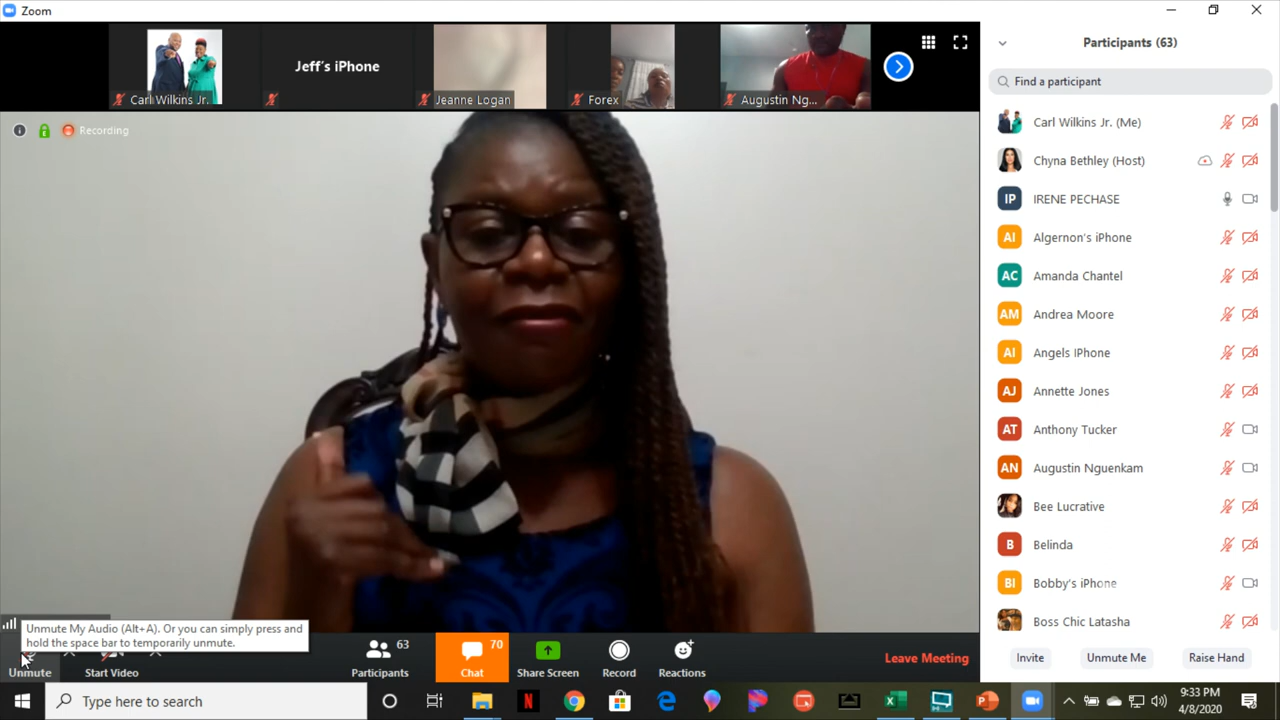 Zoom
Carl Wilkins Jr.
Jeff's iPhone
Jeanne Logan
Forex
Augustin Ng...
Recording
Unmute My Audio (Alt+A). Or you can simply press and
hold the space bar to temporarily unmute.
Unmute
Start Video
63
Participants
70
Chat
Share Screen
Record
Reactions
Leave Meeting
Participants (63)
Find a participant
Carl Wilkins Jr. (Me)
Chyna Bethley (Host)
IP IRENE PECHASE
AI Algernon's iPhone
AC Amanda Chantel
AM Andrea Moore
AI Angels IPhone
AJ Annette Jones
AT Anthony Tucker
AN Augustin Nguenkam
Bee Lucrative
B Belinda
BI Bobby's iPhone
Boss Chic Latasha
Invite
Unmute Me
Raise Hand
Type here to search
9:33 PM
4/8/2020